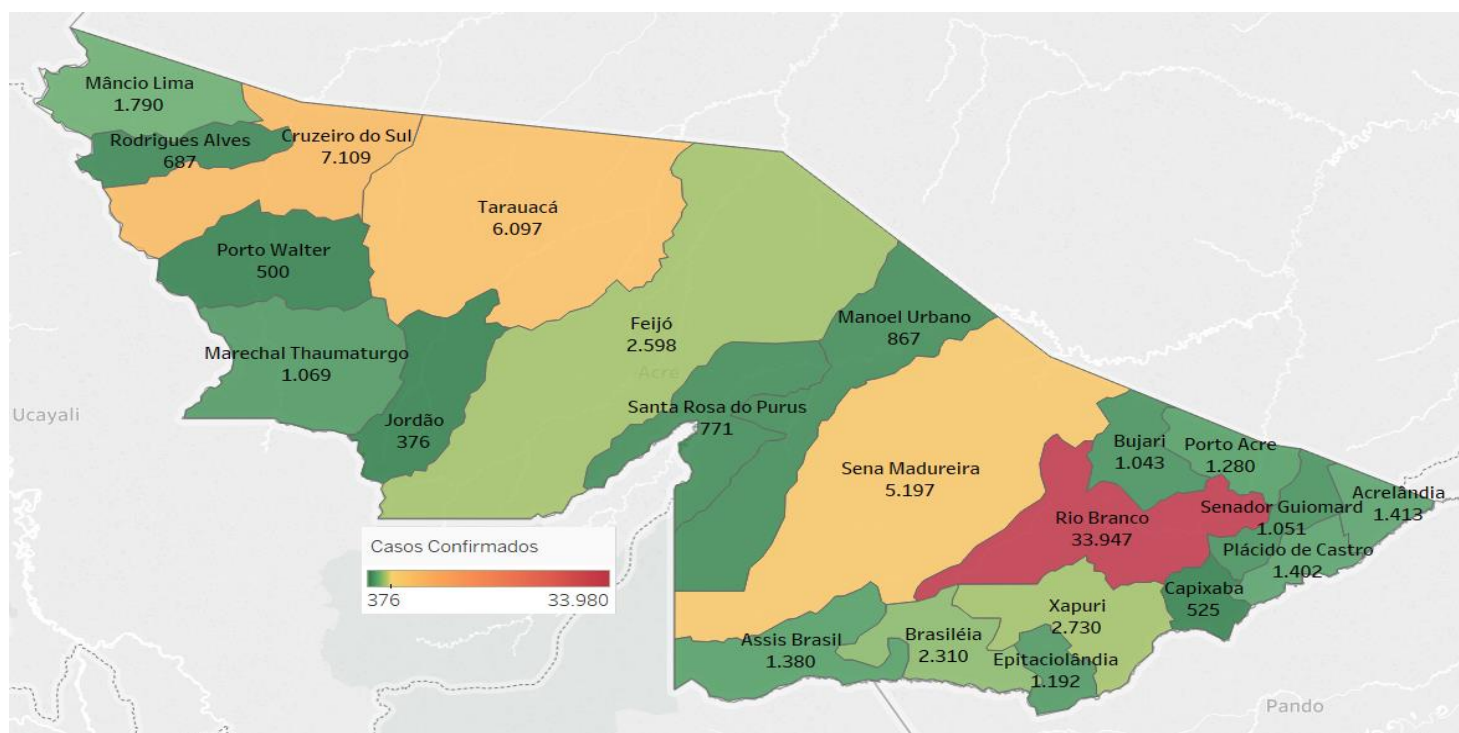 Mâncio Lima
1.790
Rodrigues Alves
687
Cruzeiro do Sul
7.109
Tarauacá
6.097
Porto Walter
500
Marechal Thaumaturgo
1.069
Jordão
376
Feijó
2.598
Acre
Manoel Urbano
867
Santa Rosa do Purus
771
Ucayali
Sena Madureira
5.197
Bujari
1.043
Porto Acre
1.280
Rio Branco
33.947
Senador Guiomard
1.051
Acrelândia
1.413
Plácido de Castro
1.402
Capixaba
525
Xapuri
2.730
Brasiléia
2.310
Epitaciolândia
1.192
Assis Brasil
1.380
Pando
Casos Confirmados
376 33.980